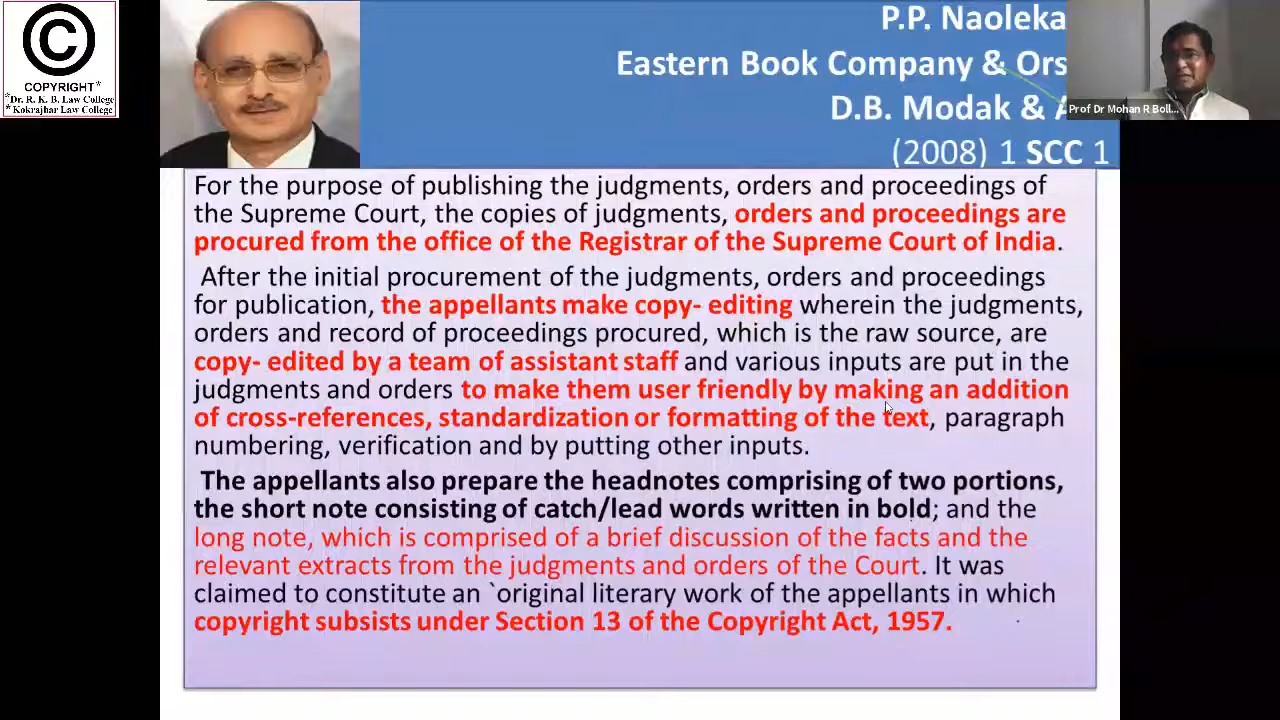 ©
COPYRIGHT*
*Dr. R. K. B. Law College
* Kokrajhar Law College
P.P. Naoleka
Eastern Book Company & Ors
D.B. Modak &
(2008) 1 SCC 1
Prof Dr Mohan R Boll...
For the purpose of publishing the judgments, orders and proceedings of
the Supreme Court, the copies of judgments, orders and proceedings are
procured from the office of the Registrar of the Supreme Court of India.
After the initial procurement of the judgments, orders and proceedings
for publication, the appellants make copy- editing wherein the judgments,
orders and record of proceedings procured, which is the raw source, are
copy- edited by a team of assistant staff and various inputs are put in the
judgments and orders to make them user friendly by making an addition
of cross-references, standardization or formatting of the text, paragraph
numbering, verification and by putting other inputs.
The appellants also prepare the headnotes comprising of two portions,
the short note consisting of catch/lead words written in bold; and the
long note, which is comprised of a brief discussion of the facts and the
relevant extracts from the judgments and orders of the Court. It was
claimed to constitute an `original literary work of the appellants in which
copyright subsists under Section 13 of the Copyright Act, 1957.